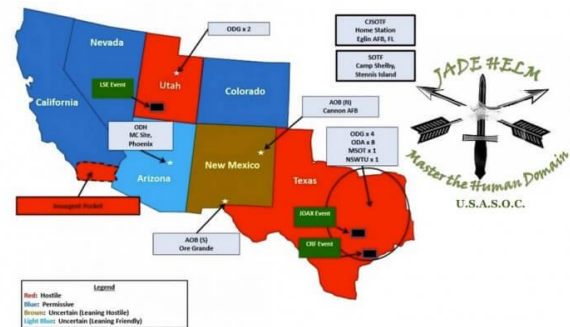 ODG x 2
CJSOTF
Home Station
Eglin AFB, FL
SOTF
Camp Shelby,
Stennis Island
Nevada
LSE Event
Utah
California
Colorado
AOB (N)
Cannon AFB
ODH
MC Site,
Phoenix
ODG x 4
ODA x 8
MSOT x 1
NSWTU x 1
New Mexico
Arizona
Texas
Insurgent Pocket
JDAX Event
CRF Event
AOB (S)
Ore Grande
JADE HELM
Master the Human Domain
U.S.A.S.O.C.
Legend
Red: Hostile
Blue: Permissive
Brown: Uncertain (Leaning Hostile)
Light Blue: Uncertain (Leaning Friendly)